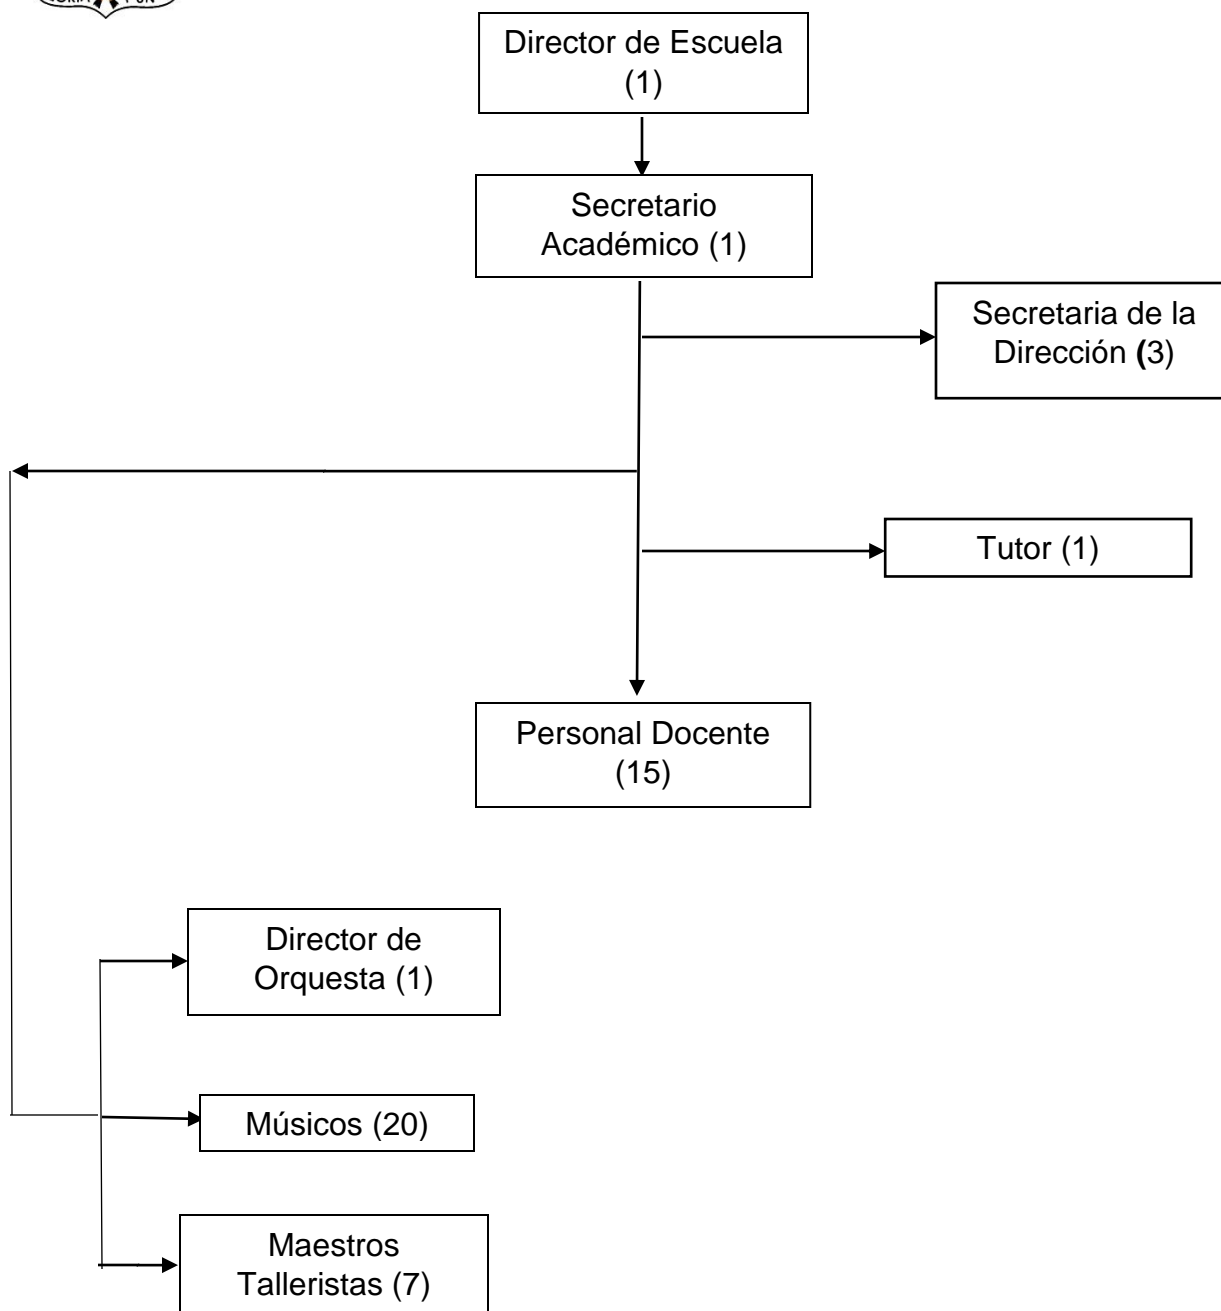 Director de Escuela
(1)
Secretario
Académico (1)
Secretaria de la
Dirección (3)
Tutor (1)
Personal Docente
(15)
Director de
Orquesta (1)
Músicos (20)
Maestros
Talleristas (7)